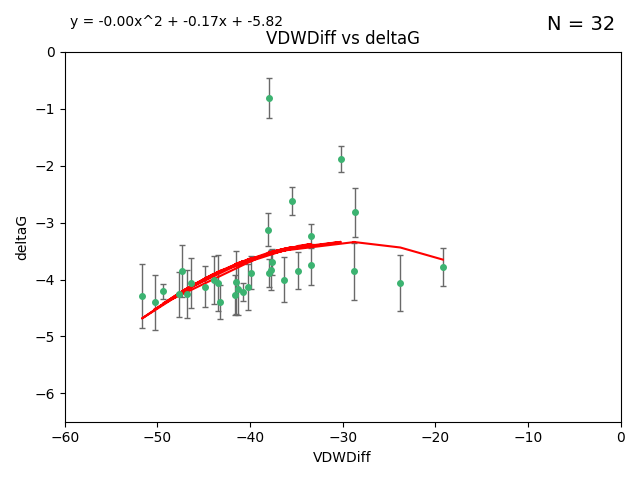 y = -0.00x^2 + -0.17x + -5.82
N = 32
VDWDiff vs deltaG
0
−1
−2
−3
−4
−5
−6
deltaG
−60 −50 −40 −30 −20 −10 0
VDWDiff